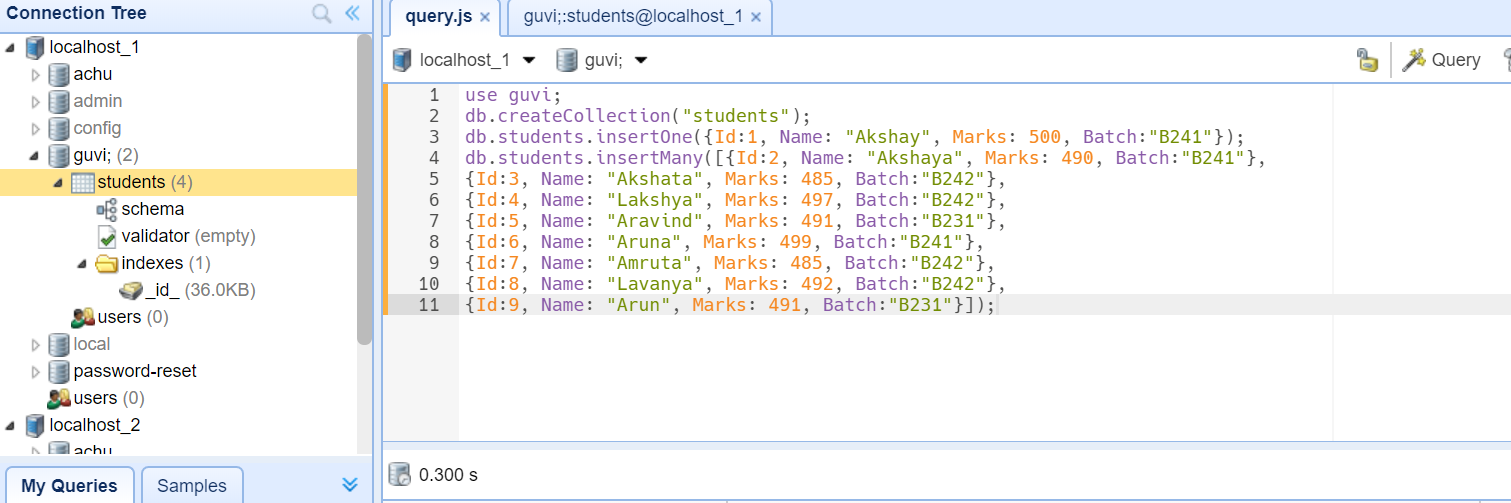 Connection Tree
localhost_1
achu
admin
config
guvi; (2)
students (4)
schema
validator (empty)
indexes (1)
_id_ (36.0KB)
users (0)
local
password-reset
users (0)
localhost_2
achu
My Queries
Samples
query.js
guvi;:students@localhost_1
localhost_1
guvi;
Query
1 use guvi;
2 db.createCollection("students");
3 db.students.insertOne({Id:1, Name: "Akshay", Marks: 500, Batch:"B241"});
4 db.students.insertMany([{Id:2, Name: "Akshaya", Marks: 490, Batch:"B241"},
5 {Id:3, Name: "Akshata", Marks: 485, Batch:"B242"},
6 {Id:4, Name: "Lakshya", Marks: 497, Batch:"B242"},
7 {Id:5, Name: "Aravind", Marks: 491, Batch:"B231"},
8 {Id:6, Name: "Aruna", Marks: 499, Batch:"B241"},
9 {Id:7, Name: "Amruta", Marks: 485, Batch:"B242"},
10 {Id:8, Name: "Lavanya", Marks: 492, Batch:"B242"},
11 {Id:9, Name: "Arun", Marks: 491, Batch:"B231"}]);
0.300 s